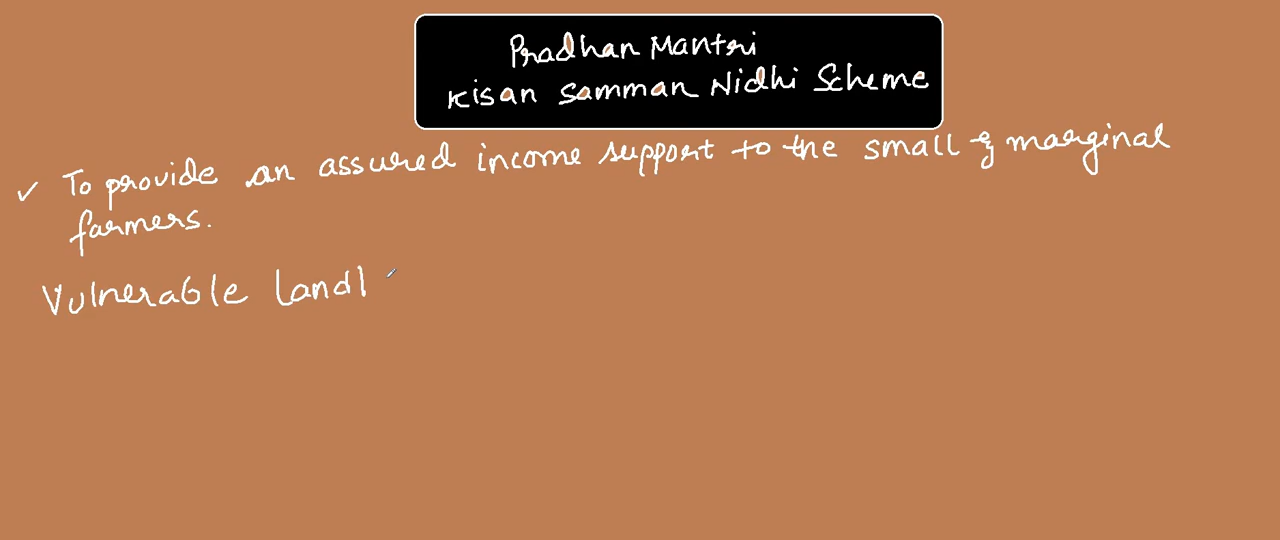 Pradhan Mantri
Kisan Samman Nidhi Scheme
✓ To provide an assured income support to the small & marginal
farmers.
Vulnerable landl